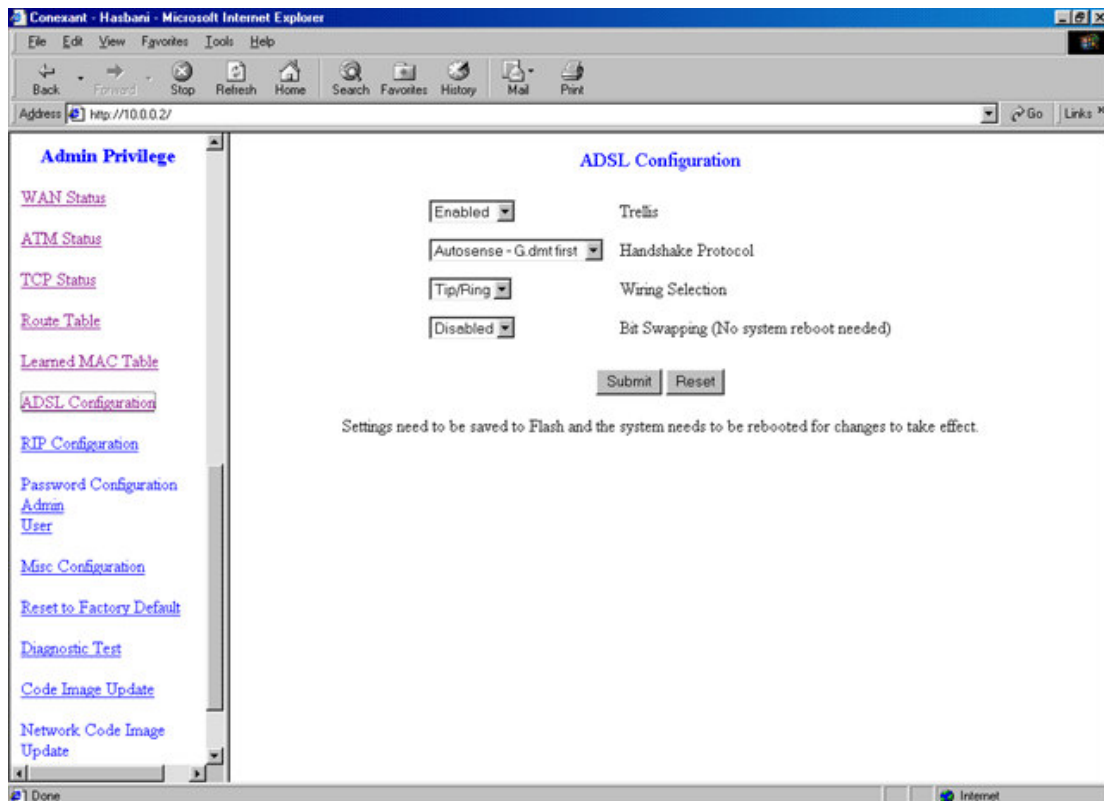 Conexant - Hasbani - Microsoft Internet Explorer
File Edit View Favorites Tools Help
Back Forward Stop Refresh Home Search Favorites History Mail Print
Address http://10.0.0.2/ Go Links »
Admin Privilege
WAN Status
ATM Status
TCP Status
Route Table
Learned MAC Table
ADSL Configuration
RIP Configuration
Password Configuration
Admin
User
Misc Configuration
Reset to Factory Default
Diagnostic Test
Code Image Update
Network Code Image
Update
ADSL Configuration
Enabled Trellis
Autosense - G.dmt first Handshake Protocol
Tip/Ring Wiring Selection
Disabled Bit Swapping (No system reboot needed)
Submit Reset
Settings need to be saved to Flash and the system needs to be rebooted for changes to take effect.
Done Internet